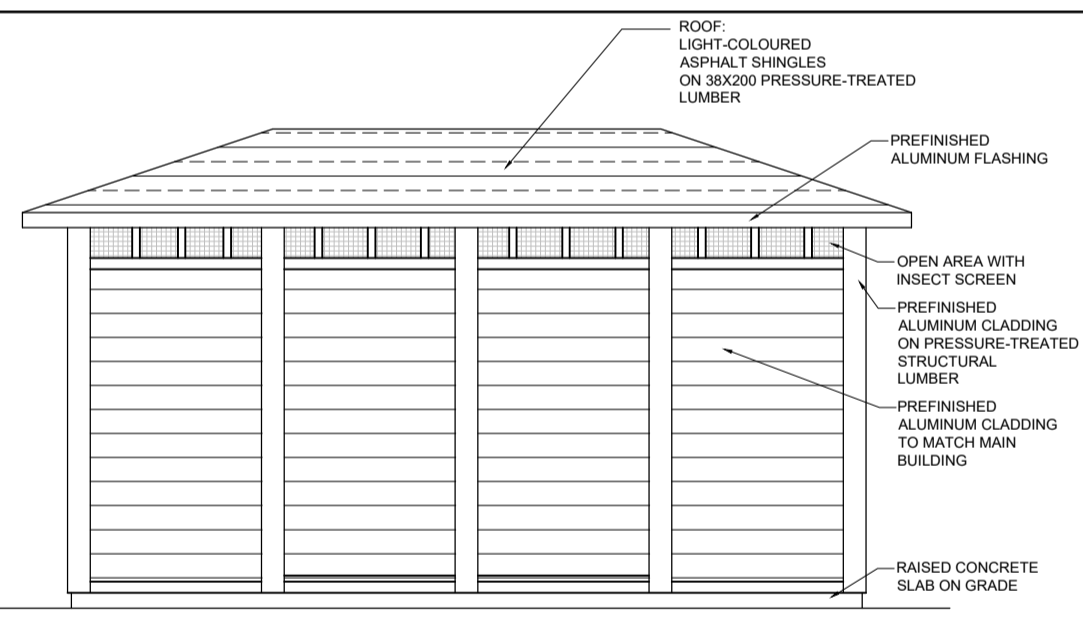 ROOF:
LIGHT-COLOURED
ASPHALT SHINGLES
ON 38X200 PRESSURE-TREATED
LUMBER
PREFINISHED
ALUMINUM FLASHING
OPEN AREA WITH
INSECT SCREEN
PREFINISHED
ALUMINUM CLADDING
ON PRESSURE-TREATED
STRUCTURAL
LUMBER
PREFINISHED
ALUMINUM CLADDING
TO MATCH MAIN
BUILDING
RAISED CONCRETE
SLAB ON GRADE